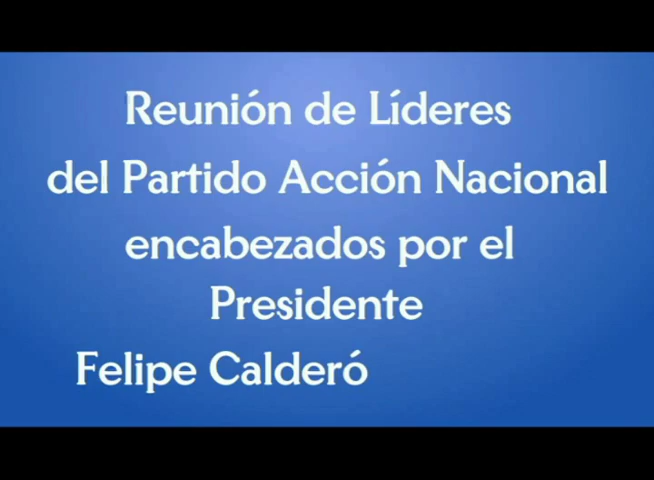 Reunión de Líderes
del Partido Acción Nacional
encabezados por el
Presidente
Felipe Calderó